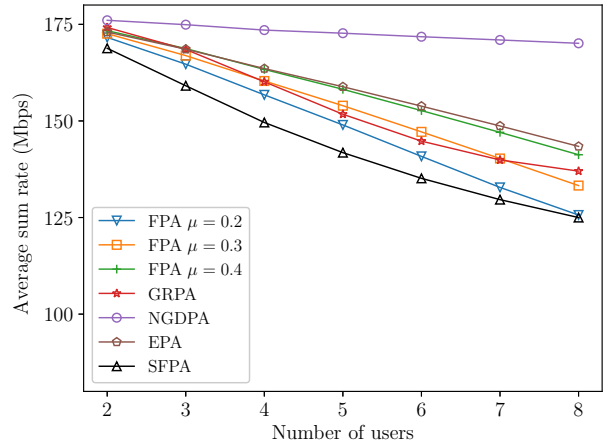 Average sum rate (Mbps)
175
150
125
100
FPA μ = 0.2
FPA μ = 0.3
FPA μ = 0.4
GRPA
NGDPA
EPA
SFPA
2 3 4 5 6 7 8
Number of users